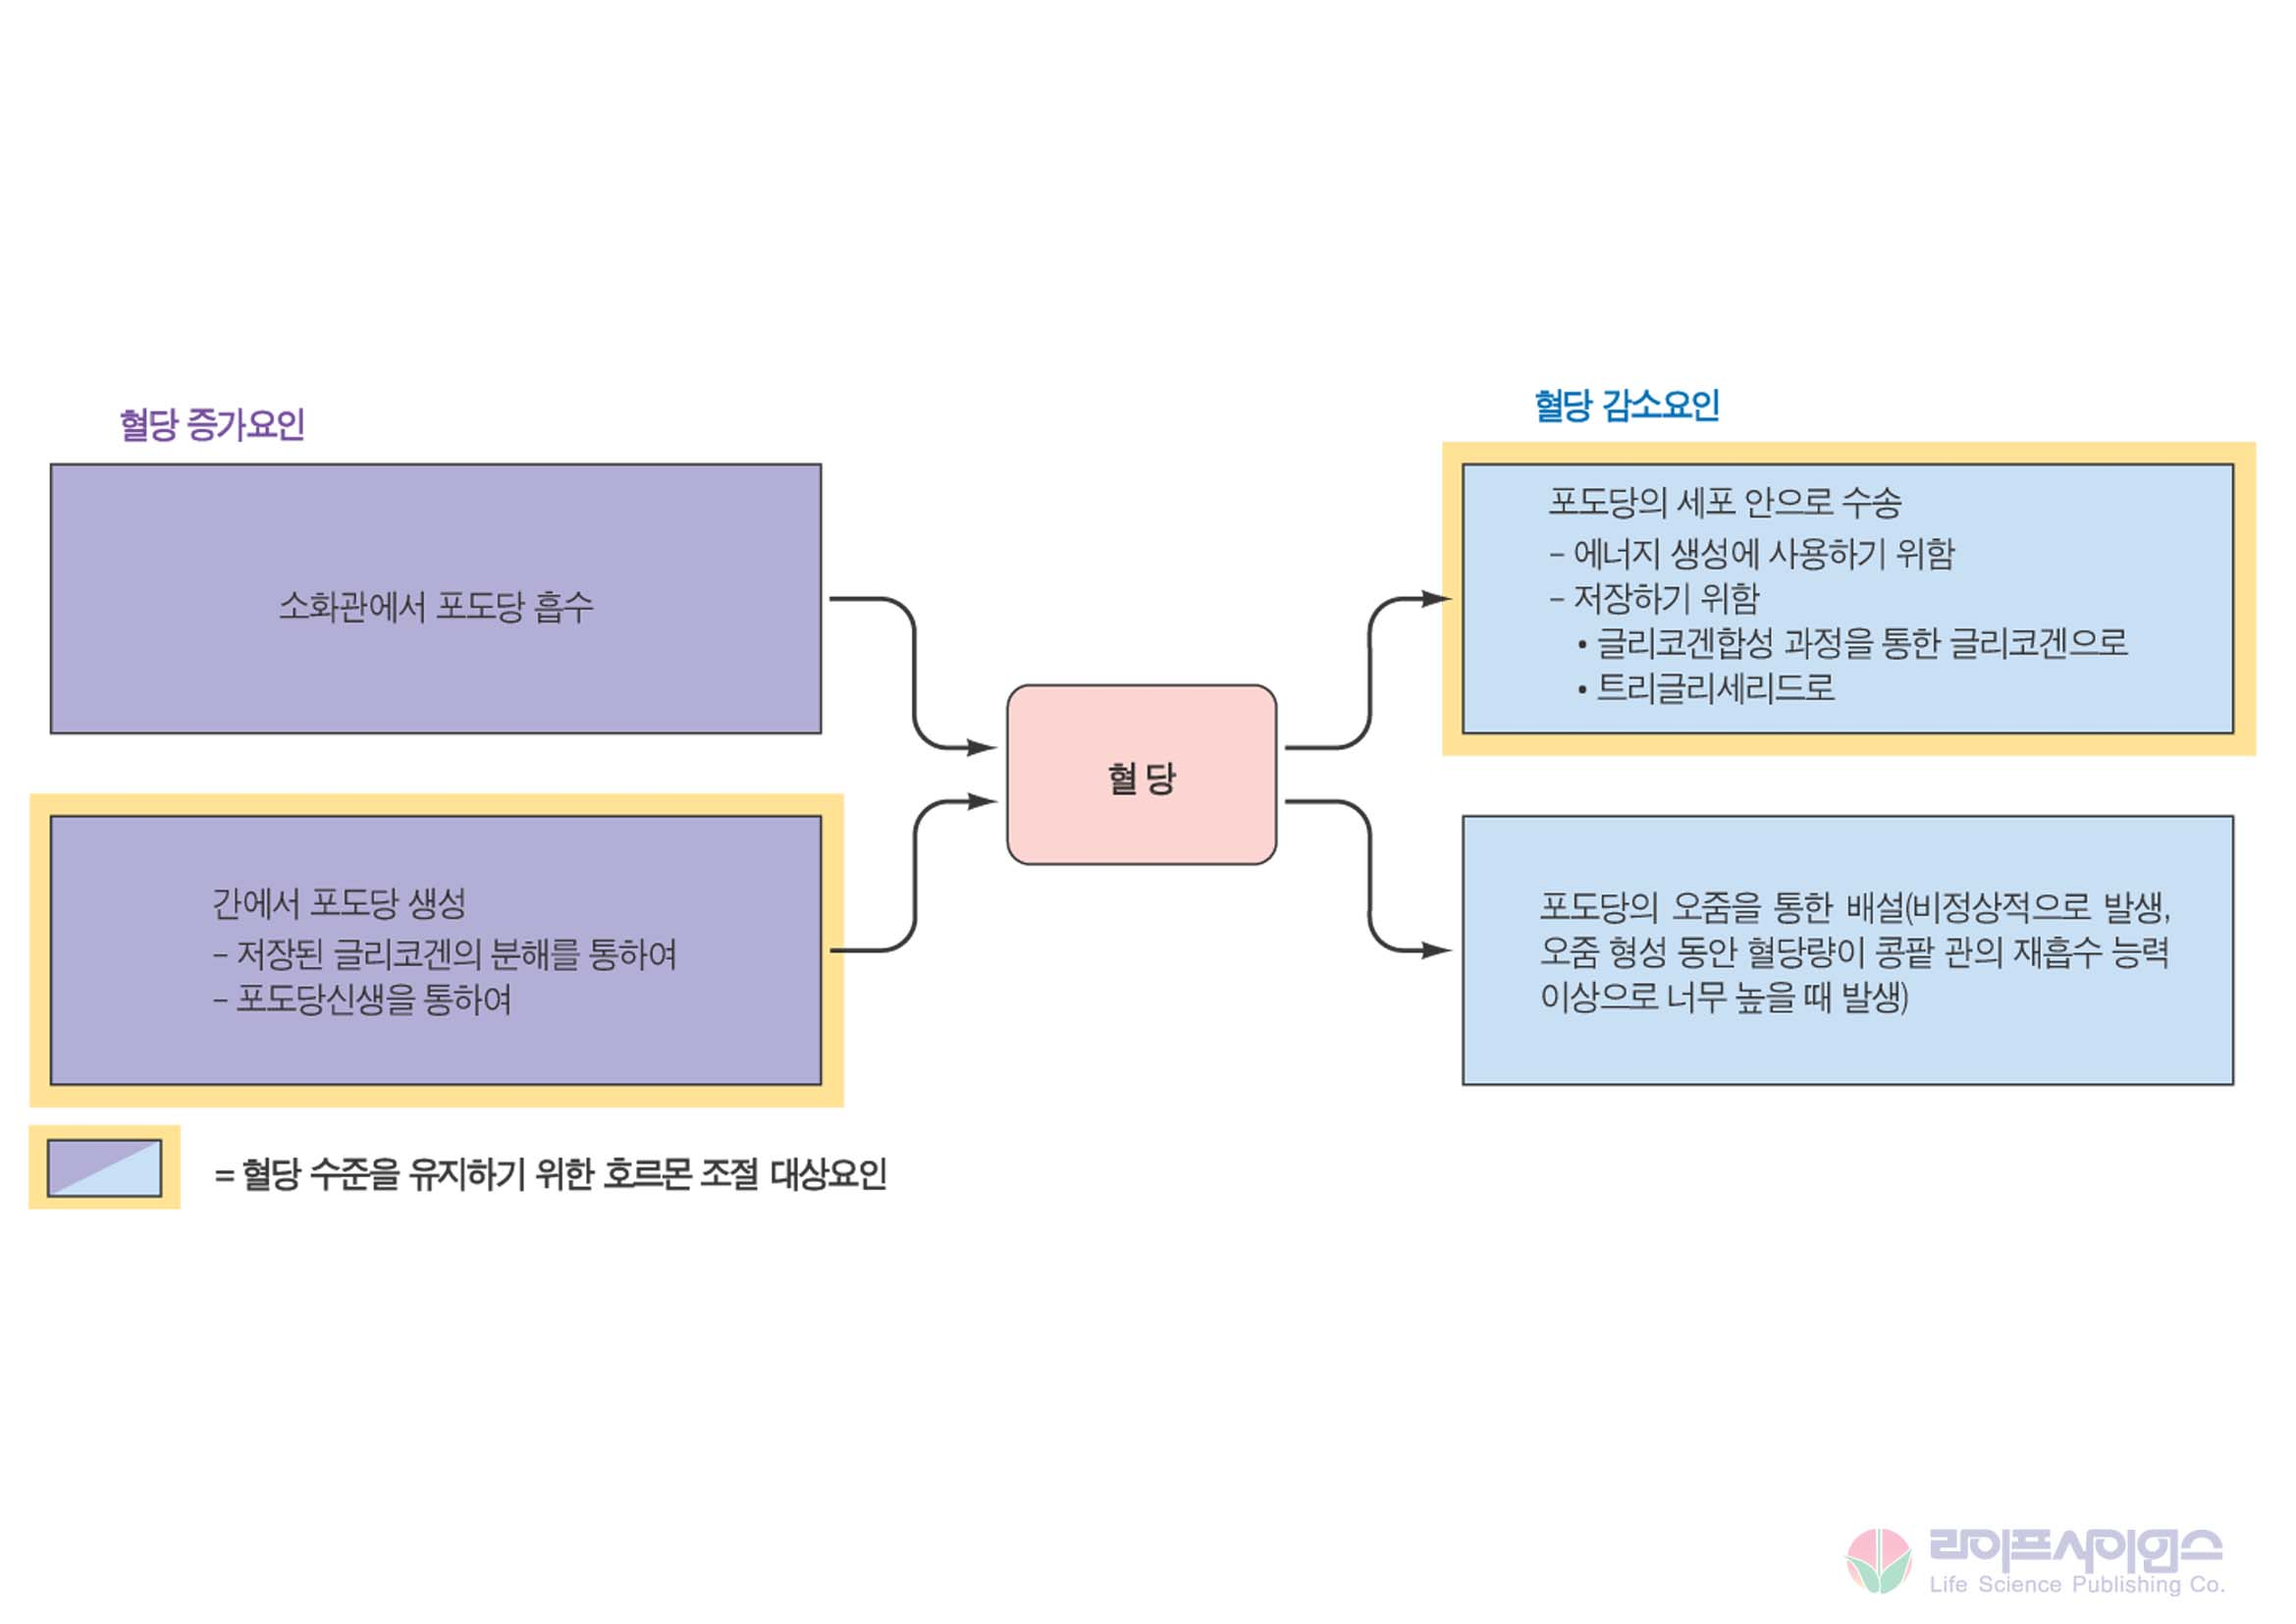 혈당 증가요인
소화관에서 포도당 흡수
간에서 포도당 생성
– 저장된 글리코겐의 분해를 통하여
– 포도당신생을 통하여
혈당
혈당 감소요인
포도당의 세포 안으로 수송
– 에너지 생성에 사용하기 위함
– 저장하기 위함
• 글리코겐합성 과정을 통한 글리코겐으로
• 트리글리세리드로
포도당의 오줌을 통한 배설(비정상적으로 발생,
오줌 형성 동안 혈당량이 콩팥 관의 재흡수 능력
이상으로 너무 높을 때 발생)
= 혈당 수준을 유지하기 위한 호르몬 조절 대상요인
라이프사이언스
Life Science Publishing Co.